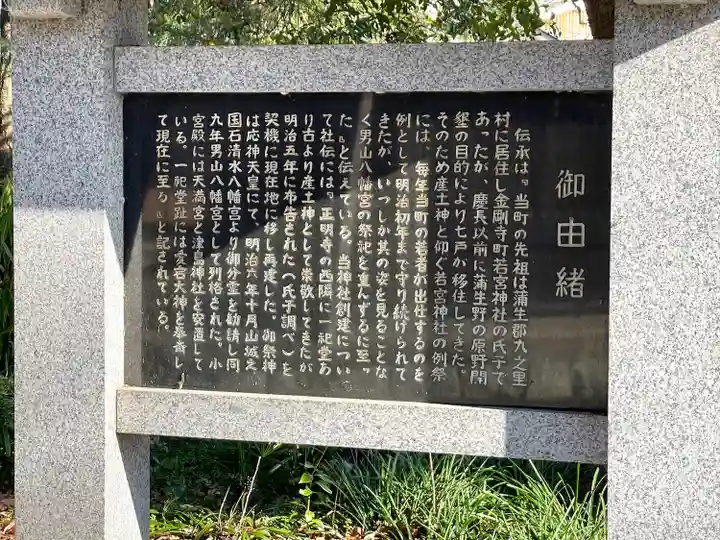 御由緒
伝承は『当町の先祖は蒲生郡九之里
村に居住し金剛寺町若宮神社の氏子で
あったが、慶長以前に蒲生野の原野開
墾の目的により七戸が移住してきた。
そのため産土神と仰ぐ若宮神社の例祭
には、毎年当町の若者が出仕するのを
例として明治初年まで守り続けられて
きたが、いつしか其の姿を見ることな
く男山八幡宮の祭祀を重んずるに至っ
た』と伝えている。当神社創建につい
て社伝には『正明寺の西隣に一祀堂あ
り古より産土神として崇敬してきたが
明治五年に布告された(氏子調べ)を
契機に現在地に移し再建した。御祭神
は応神天皇にて、明治六年十月山城之
国石清水八幡宮より御分霊を勧請し同
九年男山八幡宮として列格された。小
宮殿には天満宮と津島神社を安置して
いる。一祀堂趾には愛宕大神を奉斎し
て現在に至る』と記されている。